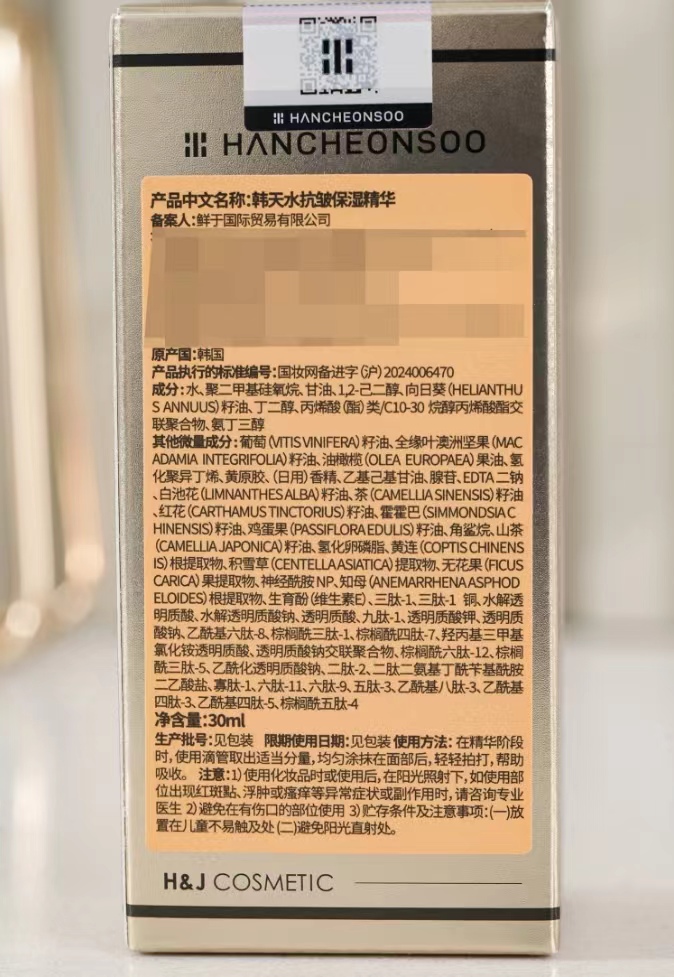 HANCHEONSOO
HANCHEONSOO
产品中文名称:韩天水抗皱保湿精华
备案人:鲜于国际贸易有限公司
原产国:韩国
产品执行的标准编号:国妆网备进字(沪)2024006470
成分:水、聚二甲基硅氧烷、甘油、1,2-己二醇、向日葵(HELIANTHU
S ANNUUS)籽油、丁二醇、丙烯酸(酯)类/C10-30 烷醇丙烯酸酯交
联聚合物、氨丁三醇
其他微量成分:葡萄(VITIS VINIFERA)籽油、全缘叶澳洲坚果(MAC
ADAMIA INTEGRIFOLIA)籽油、油橄榄(OLEA EUROPAEA)果油、氢
化聚异丁烯、黄原胶、(日用)香精、乙基己基甘油、腺苷、EDTA 二钠
、白池花(LIMNANTHES ALBA)籽油、茶(CAMELLIA SINENSIS)籽油
、红花(CARTHAMUS TINCTORIUS)籽油、霍霍巴(SIMMONDSIA C
HINENSIS)籽油、鸡蛋果(PASSIFLORA EDULIS)籽油、角鲨烷、山茶
(CAMELLIA JAPONICA)籽油、氢化卵磷脂、黄连(COPTIS CHINENS
IS)根提取物、积雪草(CENTELLA ASIATICA)提取物、无花果(FICUS
CARICA)果提取物、神经酰胺 NP、知母(ANEMARRHENA ASPHOD
ELOIDES)根提取物、生育酚(维生素E)、三肽-1、三肽-1 铜、水解透
明质酸、水解透明质酸钠、透明质酸、九肽-1、透明质酸钾、透明质
酸钠、乙酰基六肽-8、棕榈酰三肽-1、棕榈酰四肽-7、羟丙基三甲基
氯化铵透明质酸、透明质酸钠交联聚合物、棕榈酰六肽-12、棕榈
酰三肽-5、乙酰化透明质酸钠、二肽-2、二肽二氨基丁酰苄基酰胺
二乙酸盐、寡肽-1、六肽-11、六肽-9、五肽-3、乙酰基八肽-3、乙酰基
四肽-3、乙酰基四肽-5、棕榈酰五肽-4
净含量:30ml
生产批号:见包装 限期使用日期:见包装 使用方法:在精华阶段
时,使用滴管取出适当分量,均匀涂抹在面部后,轻轻拍打,帮助
吸收。 注意:1)使用化妆品时或使用后,在阳光照射下,如使用部
位出现红斑點、浮肿或瘙痒等异常症状或副作用时,请咨询专业
医生 2)避免在有伤口的部位使用 3)贮存条件及注意事项:(一)放
置在儿童不易触及处 (二)避免阳光直射处。
H&J COSMETIC